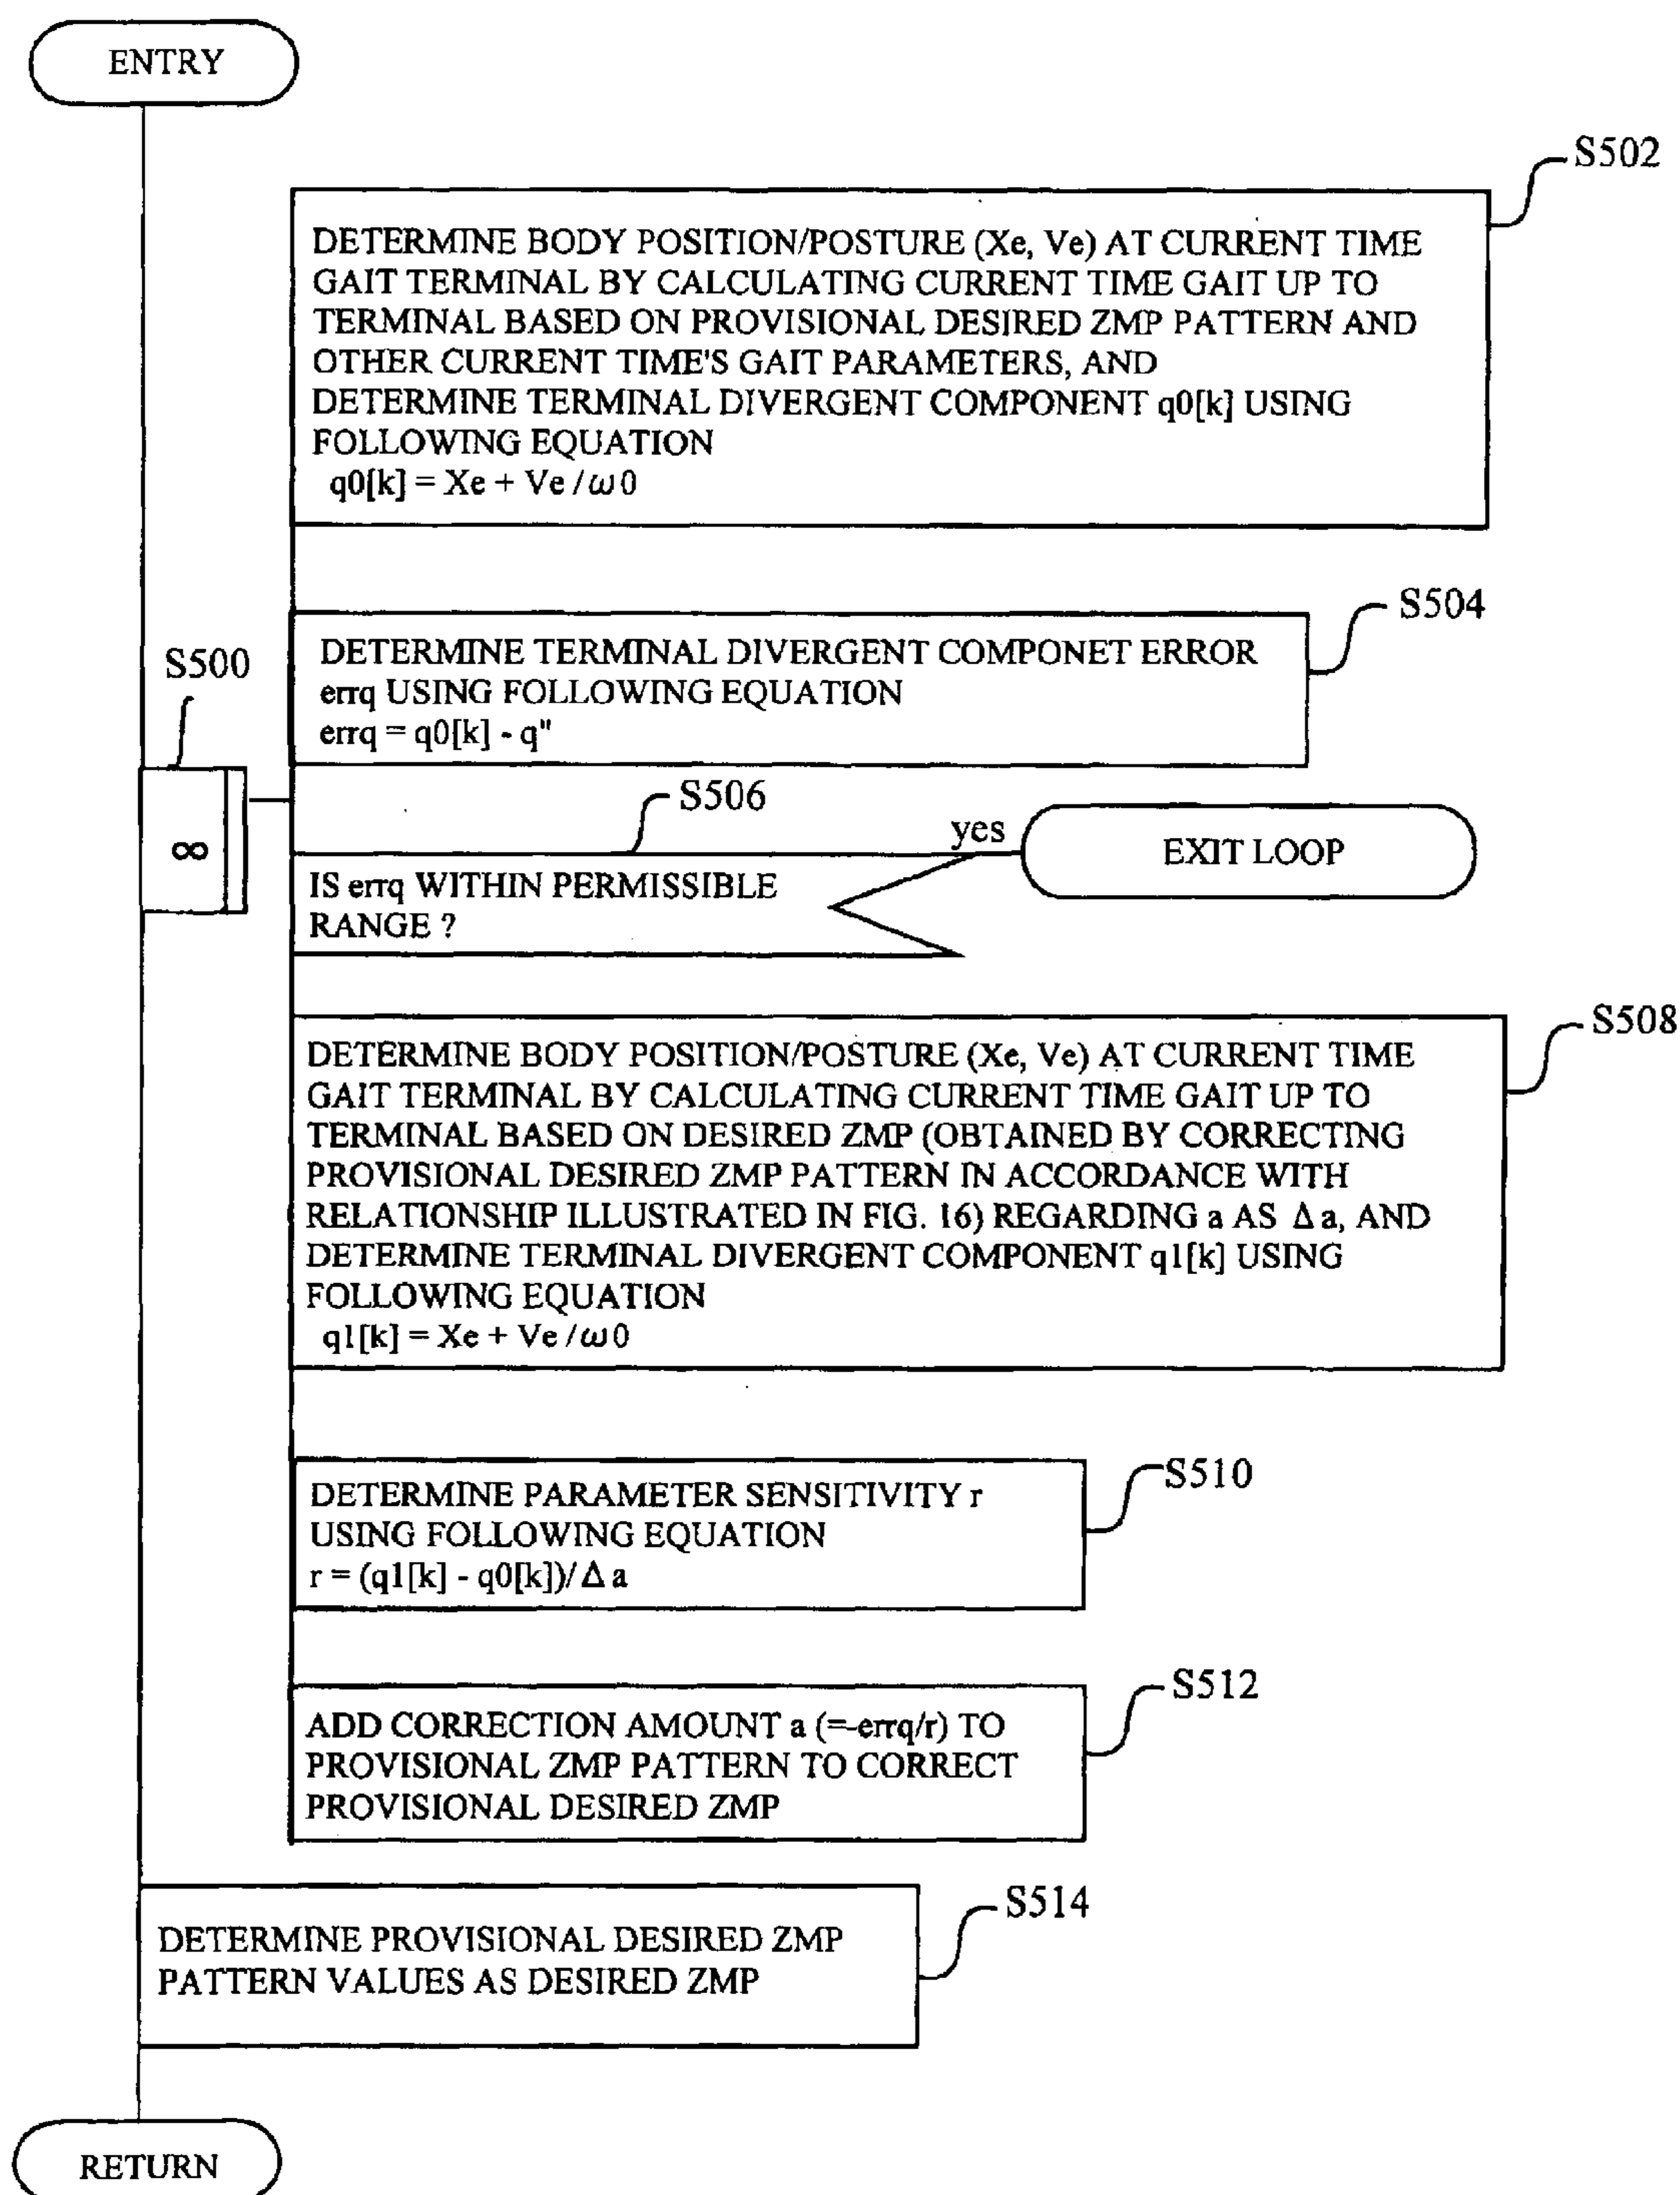 ENTRY
S502
DETERMINE BODY POSITION/POSTURE (Xe, Ve) AT CURRENT TIME
GAIT TERMINAL BY CALCULATING CURRENT TIME GAIT UP TO
TERMINAL BASED ON PROVISIONAL DESIRED ZMP PATTERN AND
OTHER CURRENT TIME'S GAIT PARAMETERS, AND
DETERMINE TERMINAL DIVERGENT COMPONENT q0[k] USING
FOLLOWING EQUATION
q0[k] = Xe + Ve / ω0
S504
DETERMINE TERMINAL DIVERGENT COMPONET ERROR
errq USING FOLLOWING EQUATION
errq = q0[k] - q"
S500
∞
S506
yes
EXIT LOOP
IS errq WITHIN PERMISSIBLE
RANGE ?
S508
DETERMINE BODY POSITION/POSTURE (Xe, Ve) AT CURRENT TIME
GAIT TERMINAL BY CALCULATING CURRENT TIME GAIT UP TO
TERMINAL BASED ON DESIRED ZMP (OBTAINED BY CORRECTING
PROVISIONAL DESIRED ZMP PATTERN IN ACCORDANCE WITH
RELATIONSHIP ILLUSTRATED IN FIG. 16) REGARDING a AS Δa, AND
DETERMINE TERMINAL DIVERGENT COMPONENT q1[k] USING
FOLLOWING EQUATION
q1[k] = Xe + Ve / ω0
S510
DETERMINE PARAMETER SENSITIVITY r
USING FOLLOWING EQUATION
r = (q1[k] - q0[k])/Δa
S512
ADD CORRECTION AMOUNT a (=-errq/r) TO
PROVISIONAL ZMP PATTERN TO CORRECT
PROVISIONAL DESIRED ZMP
S514
DETERMINE PROVISIONAL DESIRED ZMP
PATTERN VALUES AS DESIRED ZMP
RETURN